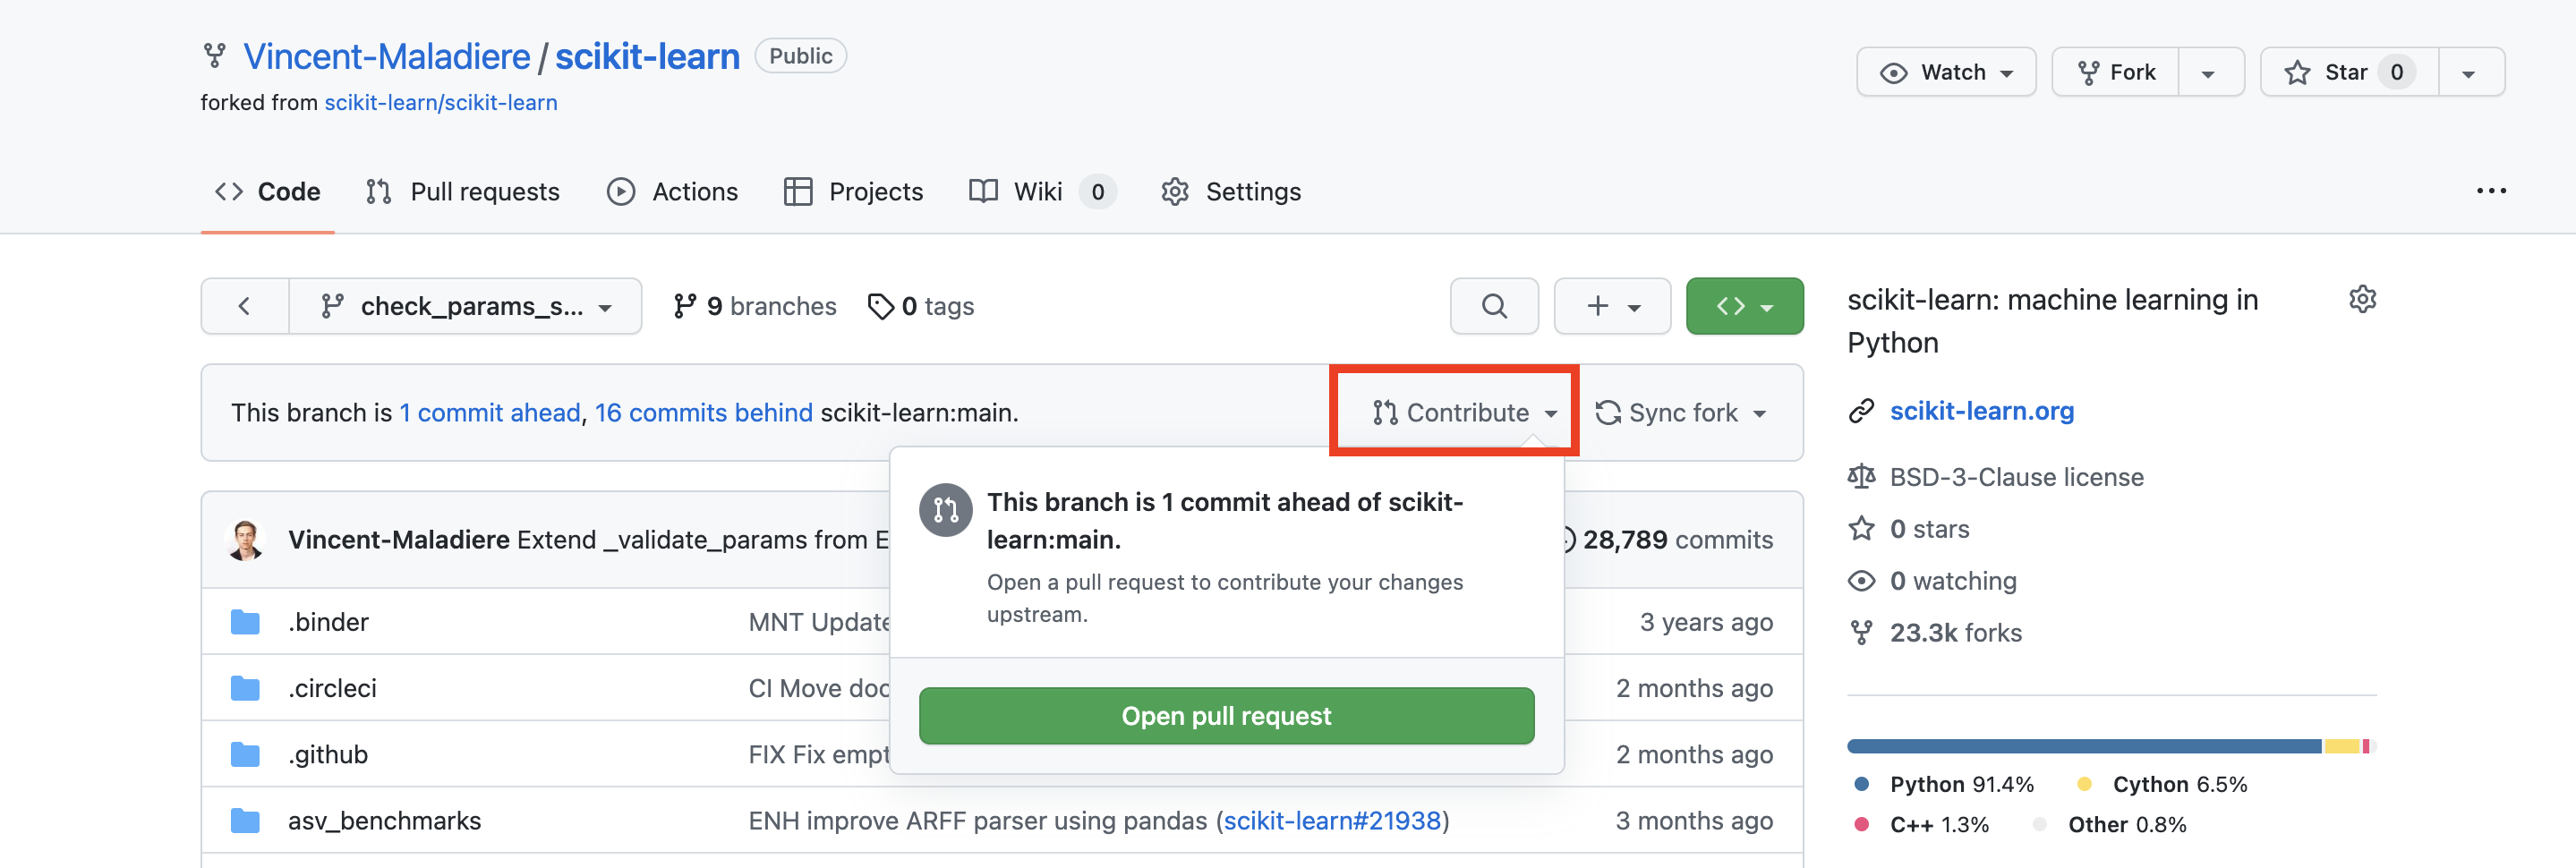 Vincent-Maladiere / scikit-learn Public
forked from scikit-learn/scikit-learn
Watch Fork Star 0
Code Pull requests Actions Projects Wiki 0 Settings
check_params_s... 9 branches 0 tags
This branch is 1 commit ahead, 16 commits behind scikit-learn:main.
Contribute Sync fork
This branch is 1 commit ahead of scikit-
learn:main.
Open a pull request to contribute your changes
upstream.
Open pull request
Vincent-Maladiere Extend _validate_params from E 28,789 commits
.binder MNT Update 3 years ago
.circleci CI Move doc 2 months ago
.github FIX Fix empt 2 months ago
asv_benchmarks ENH improve ARFF parser using pandas (scikit-learn#21938) 3 months ago
scikit-learn: machine learning in
Python
scikit-learn.org
BSD-3-Clause license
0 stars
0 watching
23.3k forks
Python 91.4% Cython 6.5%
C++ 1.3% Other 0.8%